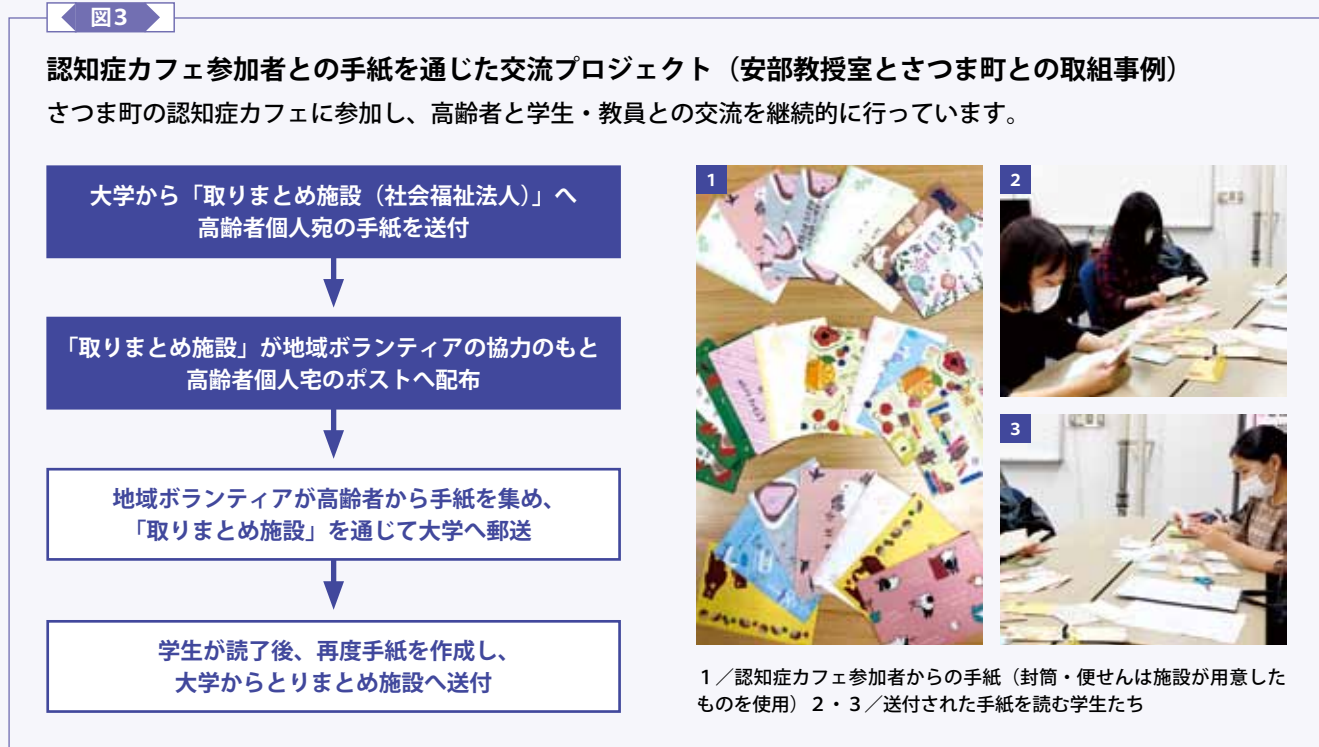 図3
認知症カフェ参加者との手紙を通じた交流プロジェクト（安部教授室とさつま町との取組事例）
さつま町の認知症カフェに参加し、高齢者と学生・教員との交流を継続的に行っています。
大学から「取りまとめ施設（社会福祉法人）」へ
高齢者個人宛の手紙を送付
「取りまとめ施設」が地域ボランティアの協力のもと
高齢者個人宅のポストへ配布
地域ボランティアが高齢者から手紙を集め、
「取りまとめ施設」を通じて大学へ郵送
学生が読了後、再度手紙を作成し、
大学からとりまとめ施設へ送付
1
2
3
1／認知症カフェ参加者からの手紙（封筒・便せんは施設が用意した
ものを使用）2・3／送付された手紙を読む学生たち